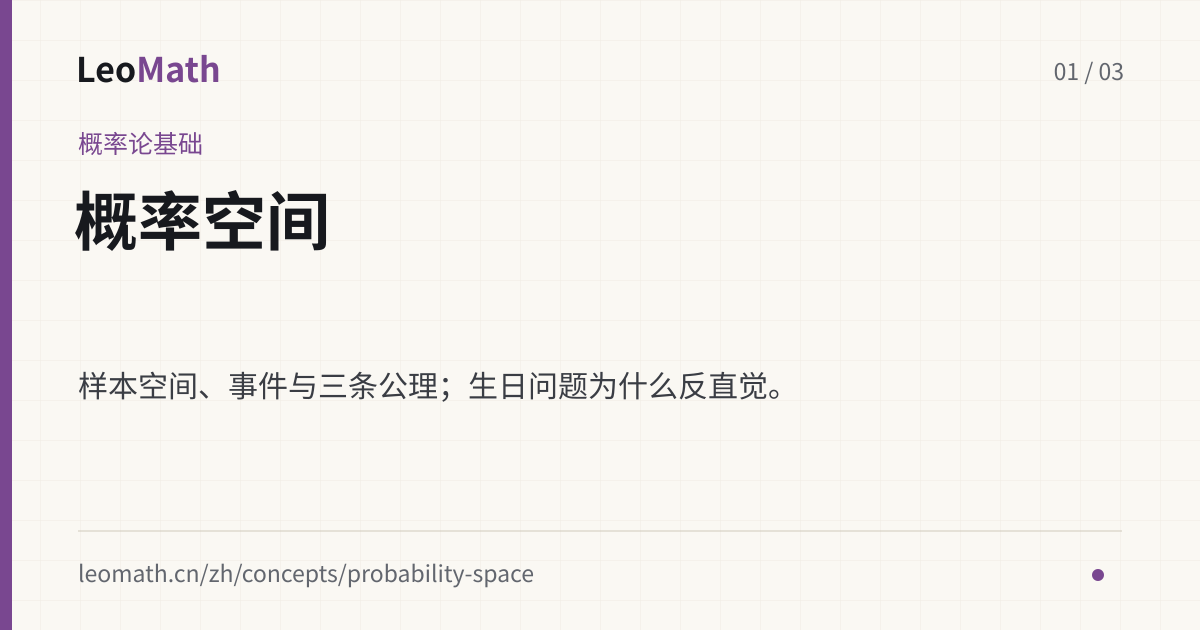 LeoMath
01 / 03
概率论基础
概率空间
样本空间、事件与三条公理；生日问题为什么反直觉。
leomath.cn/zh/concepts/probability-space